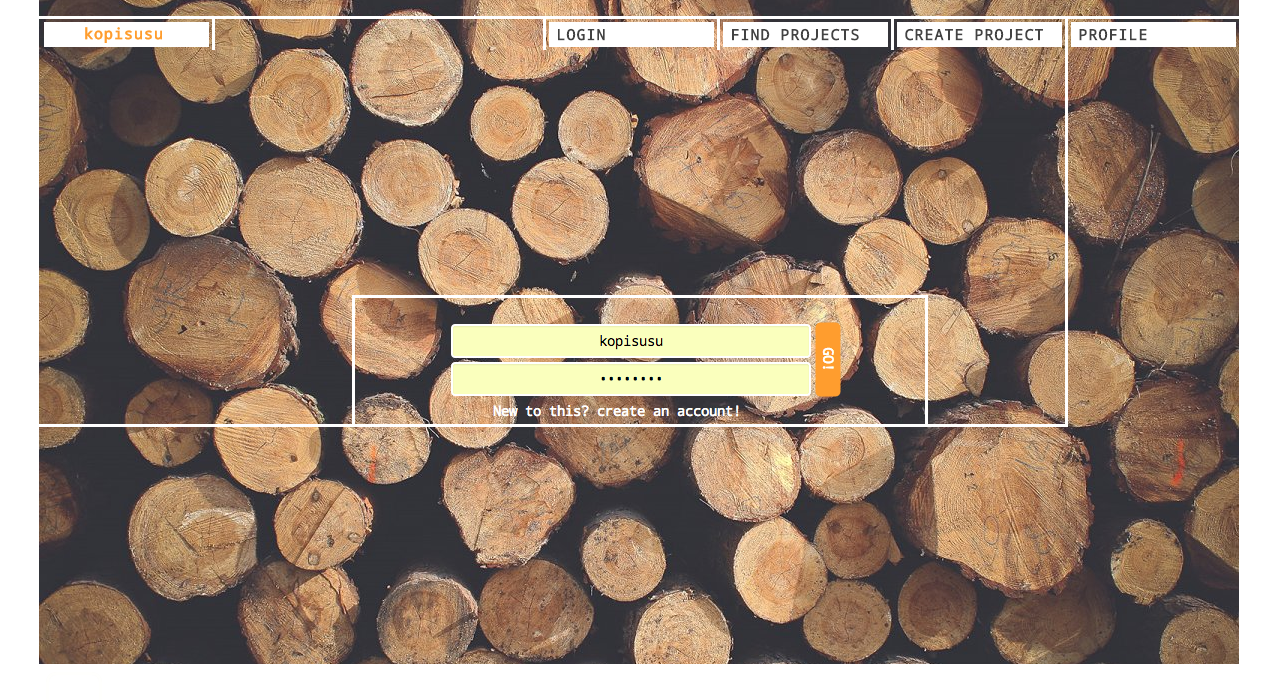 kopisusu
LOGIN
FIND PROJECTS
CREATE PROJECT
PROFILE
kopisusu
••••••••
GO!
New to this? create an account!